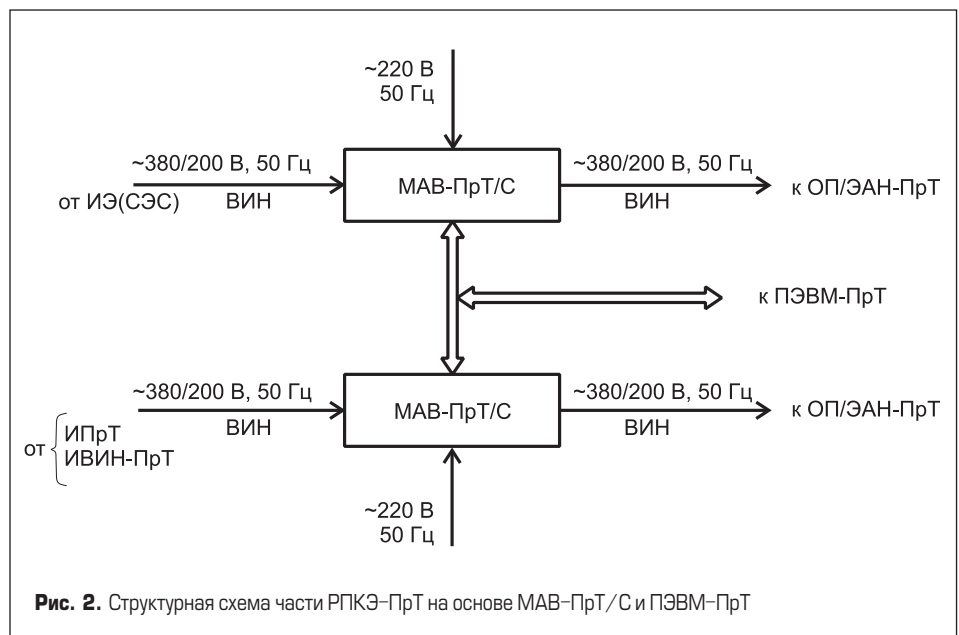 ~220 В
50 Гц
~380/200 В, 50 Гц
от ИЭ(СЭС)
ВИН
МАВ-ПрТ/С
~380/200 В, 50 Гц
ВИН
к ОП/ЭАН-ПрТ
к ПЭВМ-ПрТ
~380/200 В, 50 Гц
ВИН
от
ИПрТ
ИВИН-ПрТ
МАВ-ПрТ/С
~380/200 В, 50 Гц
ВИН
к ОП/ЭАН-ПрТ
~220 В
50 Гц
Рис. 2. Структурная схема части РПКЭ–ПрТ на основе МАВ–ПрТ/С и ПЭВМ–ПрТ